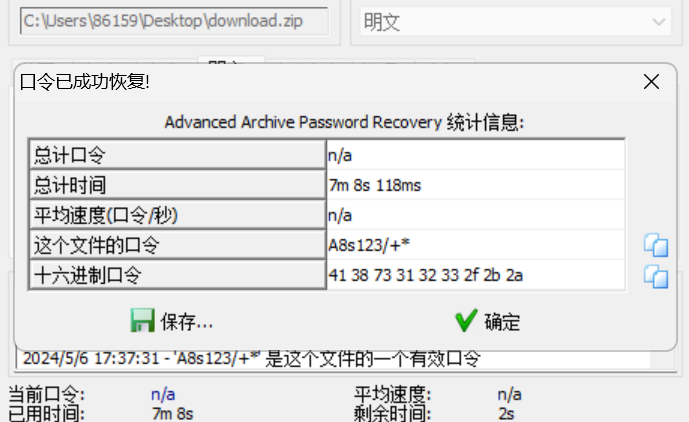 C:\Users\86159\Desktop\download.zip
明文
口令已成功恢复!
Advanced Archive Password Recovery 统计信息:
总计口令 n/a
总计时间 7m 8s 118ms
平均速度(口令/秒) n/a
这个文件的口令 A8s123/+*
十六进制口令 41 38 73 31 32 33 2f 2b 2a
保存... 确定
2024/5/6 17:37:31 - 'A8s123/+*' 是这个文件的一个有效口令
当前口令: n/a 平均速度: n/a
已用时间: 7m 8s 剩余时间: 2s